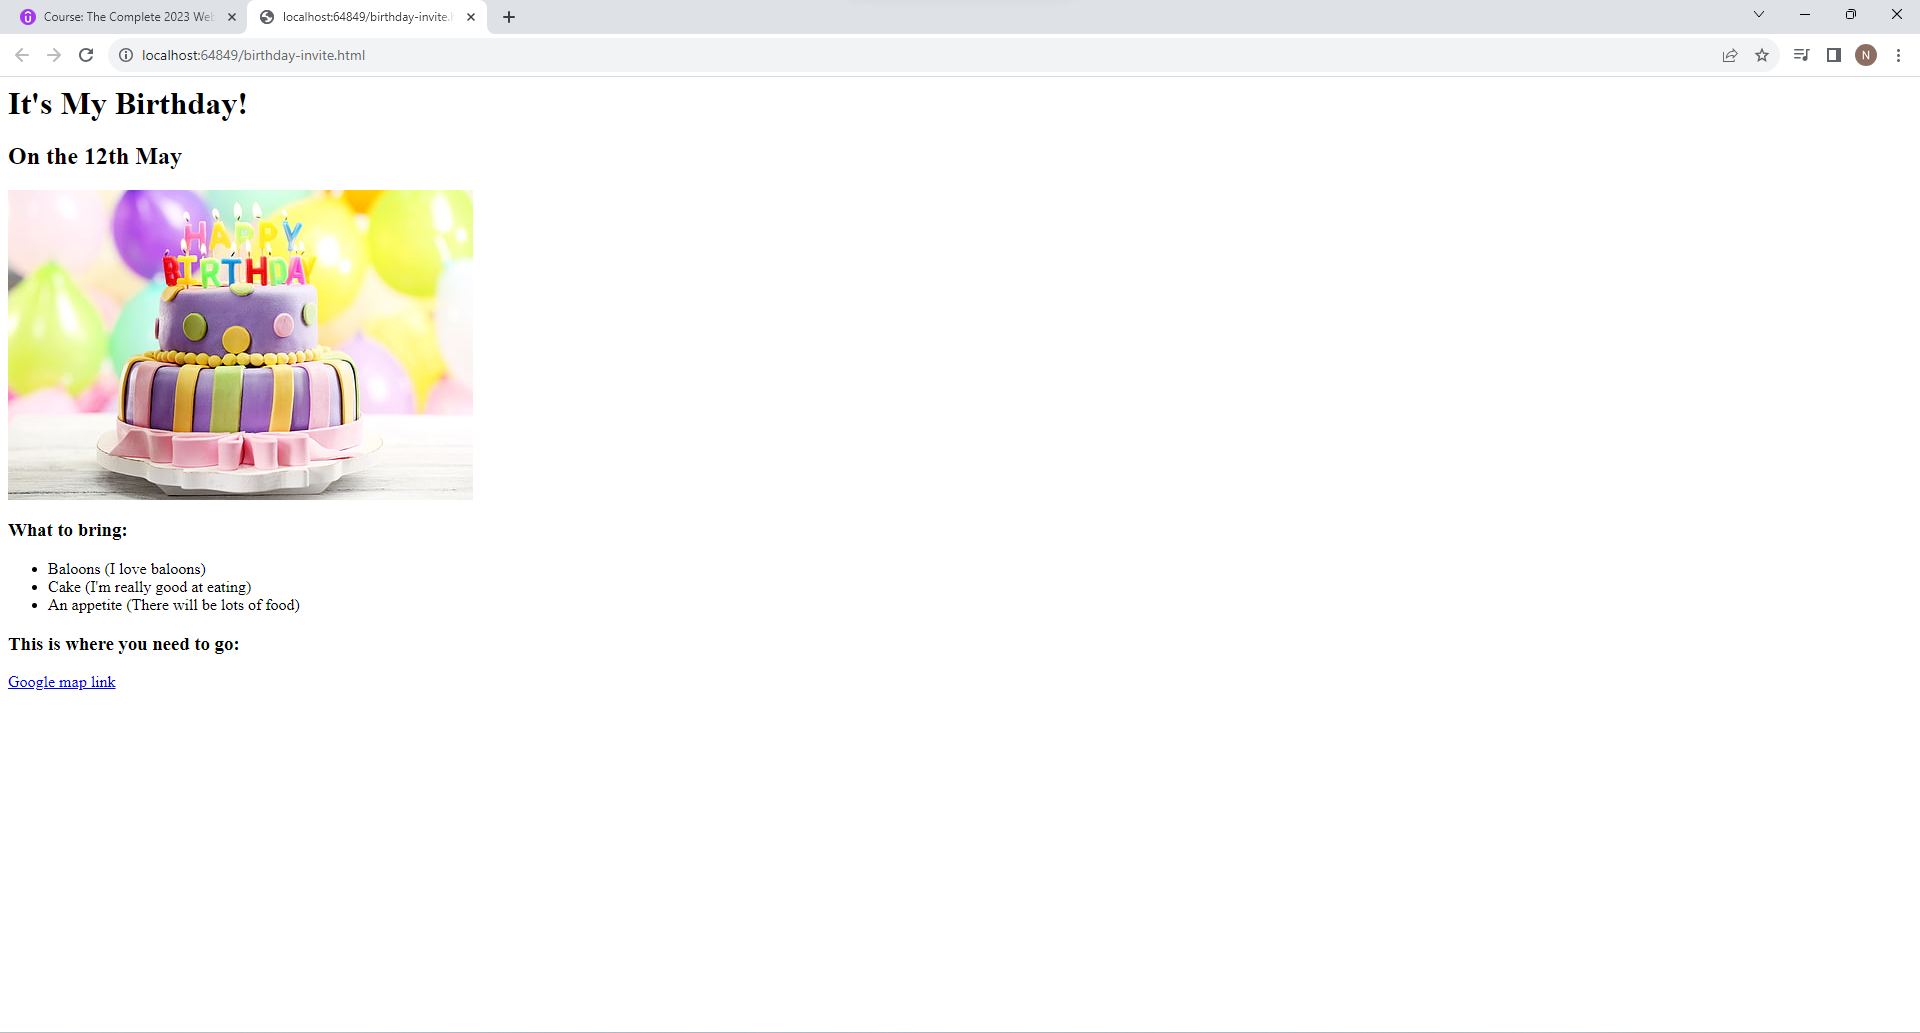 Course: The Complete 2023 Web
localhost:64849/birthday-invite.h
localhost:64849/birthday-invite.html
N
It's My Birthday!
On the 12th May
HAPPY
BIRTHDAY
What to bring:
Baloons (I love baloons)
Cake (I'm really good at eating)
An appetite (There will be lots of food)
This is where you need to go:
Google map link